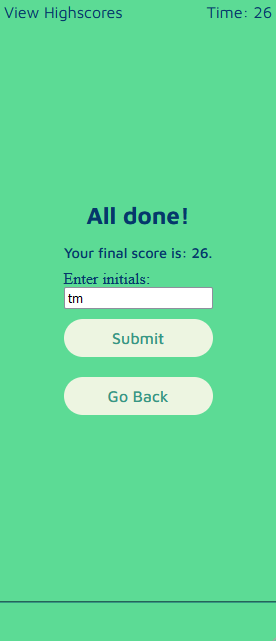 View Highscores Time: 26
All done!
Your final score is: 26.
Enter initials:
tm
Submit
Go Back